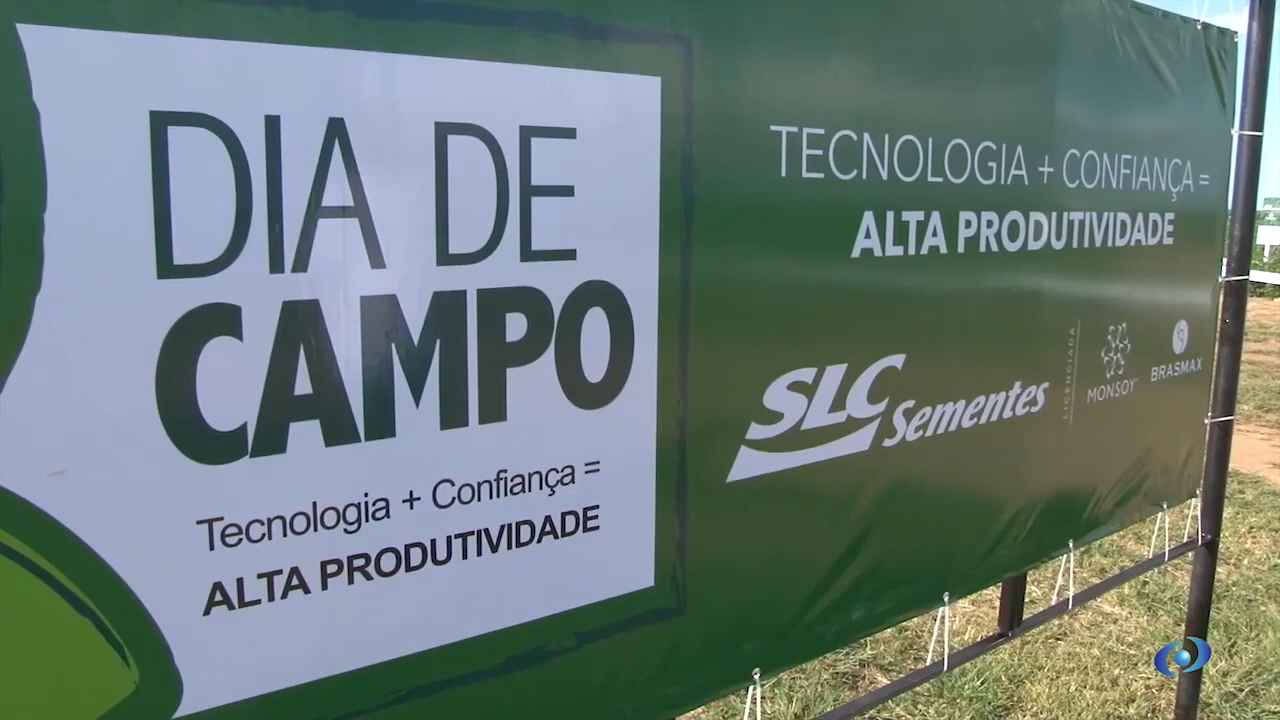 DIA DE
CAMPO
Tecnologia + Confiança =
ALTA PRODUTIVIDADE
TECNOLOGIA + CONFIANÇA =
ALTA PRODUTIVIDADE
SLC Sementes
LICENCIADA
MONSOY
BRASMAX